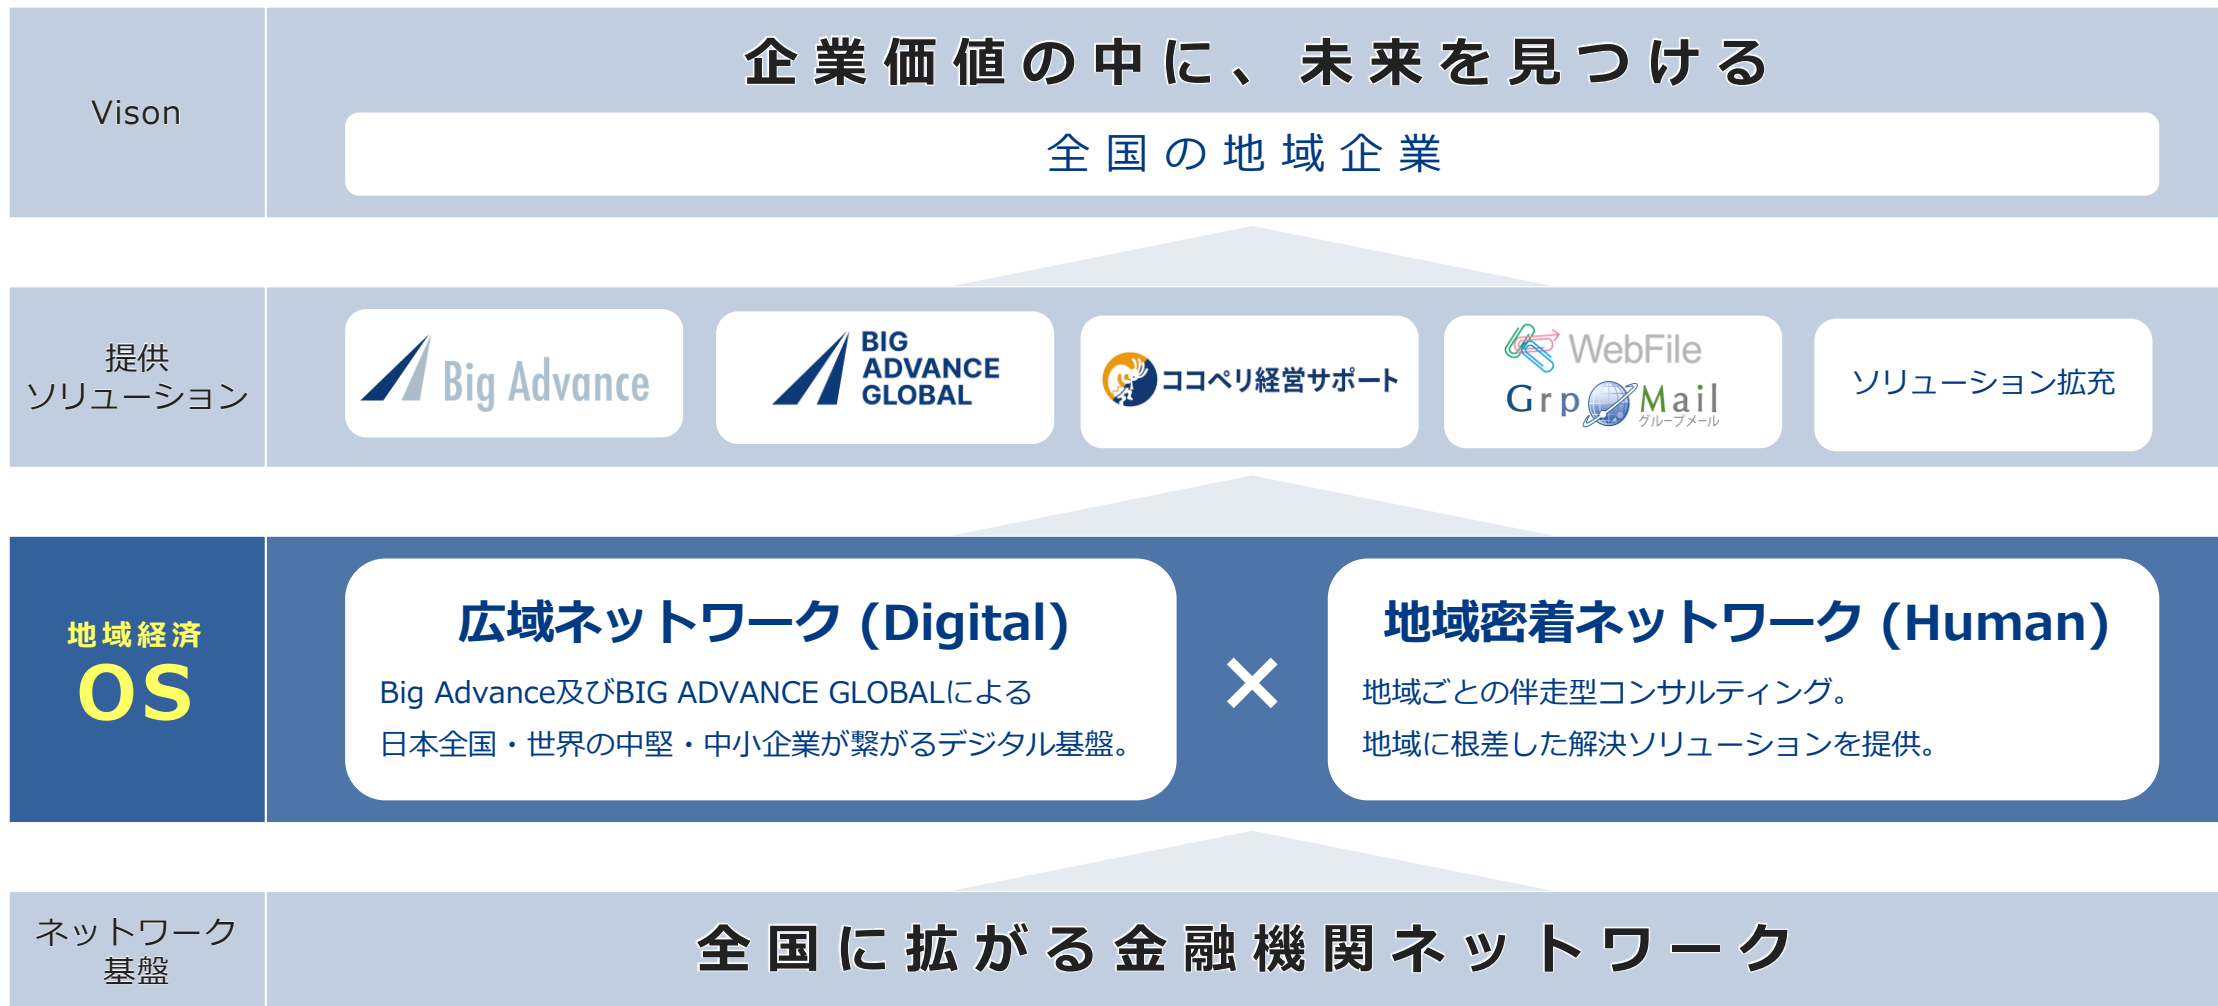 Vison
企業価値の中に、未来を見つける
全国の地域企業
提供
ソリューション
Big Advance
BIG
ADVANCE
GLOBAL
ココペリ経営サポート
WebFile
GrpMail
グループメール
ソリューション拡充
地域経済
OS
広域ネットワーク (Digital)
Big Advance及びBIG ADVANCE GLOBALによる
日本全国・世界の中堅・中小企業が繋がるデジタル基盤。
×
地域密着ネットワーク (Human)
地域ごとの伴走型コンサルティング。
地域に根差した解決ソリューションを提供。
ネットワーク
基盤
全国に拡がる金融機関ネットワーク